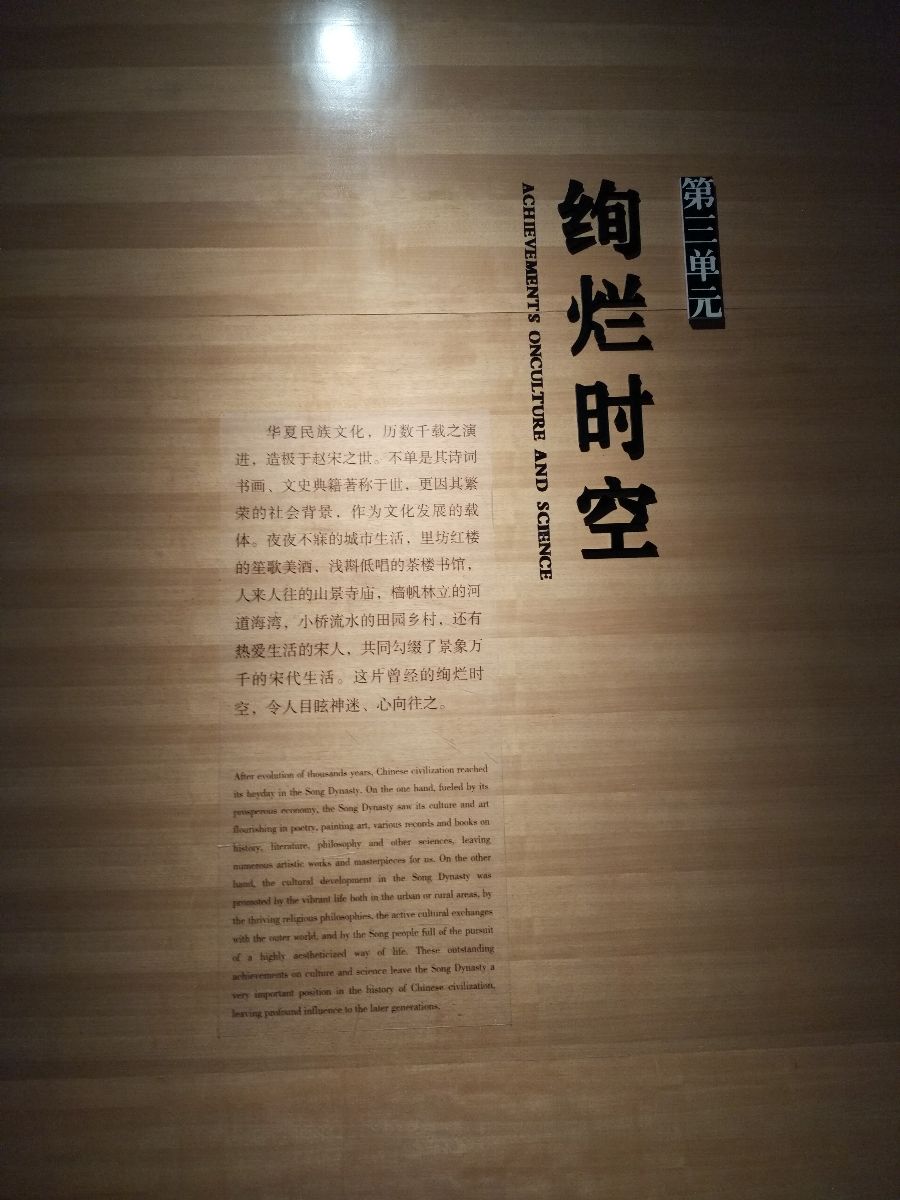 第三单元
绚烂时空
ACHIEVEMENTS ONCULTURE AND SCIENCE
华夏民族文化，历数千载之演
进，造极于赵宋之世。不单是其诗词
书画、文史典籍著称于世，更因其繁
荣的社会背景，作为文化发展的载
体。夜夜不寐的城市生活，里坊红楼
的笙歌美酒，浅斟低唱的茶楼书馆，
人来人往的山景寺庙，樯帆林立的河
道海湾，小桥流水的田园乡村，还有
热爱生活的宋人，共同勾缀了景象万
千的宋代生活。这片曾经的绚烂时
空，令人目眩神迷、心向往之。
After evolution of thousands years, Chinese civilization reached
its heyday in the Song Dynasty. On the one hand, fueled by its
prosperous economy, the Song Dynasty saw its culture and art
flourishing in poetry, painting art, various records and books on
history, literature, philosophy and other sciences, leaving
numerous artistic works and masterpieces for us. On the other
hand, the cultural development in the Song Dynasty was
promoted by the vibrant life both in the urban or rural areas, by
the thriving religious philosophies, the active cultural exchanges
with the outer world, and by the Song people full of the pursuit
of a highly aestheticized way of life. These outstanding
achievements on culture and science leave the Song Dynasty a
very important position in the history of Chinese civilization,
leaving profound influence to the later generations.